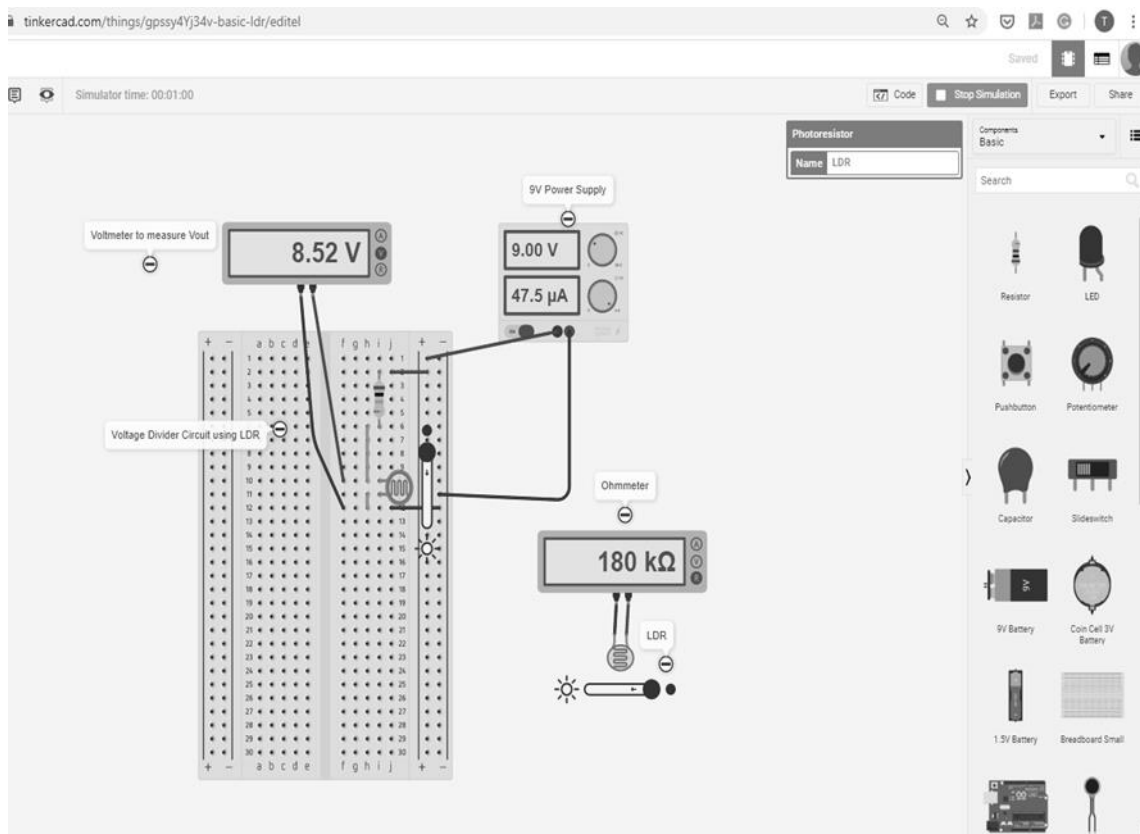 tinkercad.com/things/gpssy4Yj34v-basic-ldr/editel
T
Saved
Simulator time: 00:01:00
Code
Stop Simulation
Export
Share
Photoresistor
Name LDR
Components
Basic
Search
9V Power Supply
Voltmeter to measure Vout
8.52 V
A
V
9.00 V
47.5 µA
+ - a b c d e f g h i j + -
Voltage Divider Circuit using LDR
Ohmmeter
180 kΩ
A
V
LDR
+ - a b c d e f g h i j + -
Resistor
LED
Pushbutton
Potentiometer
Capacitor
Slideswitch
9V
9V Battery
Coin Cell 3V
Battery
1.5V Battery
Breadboard Small